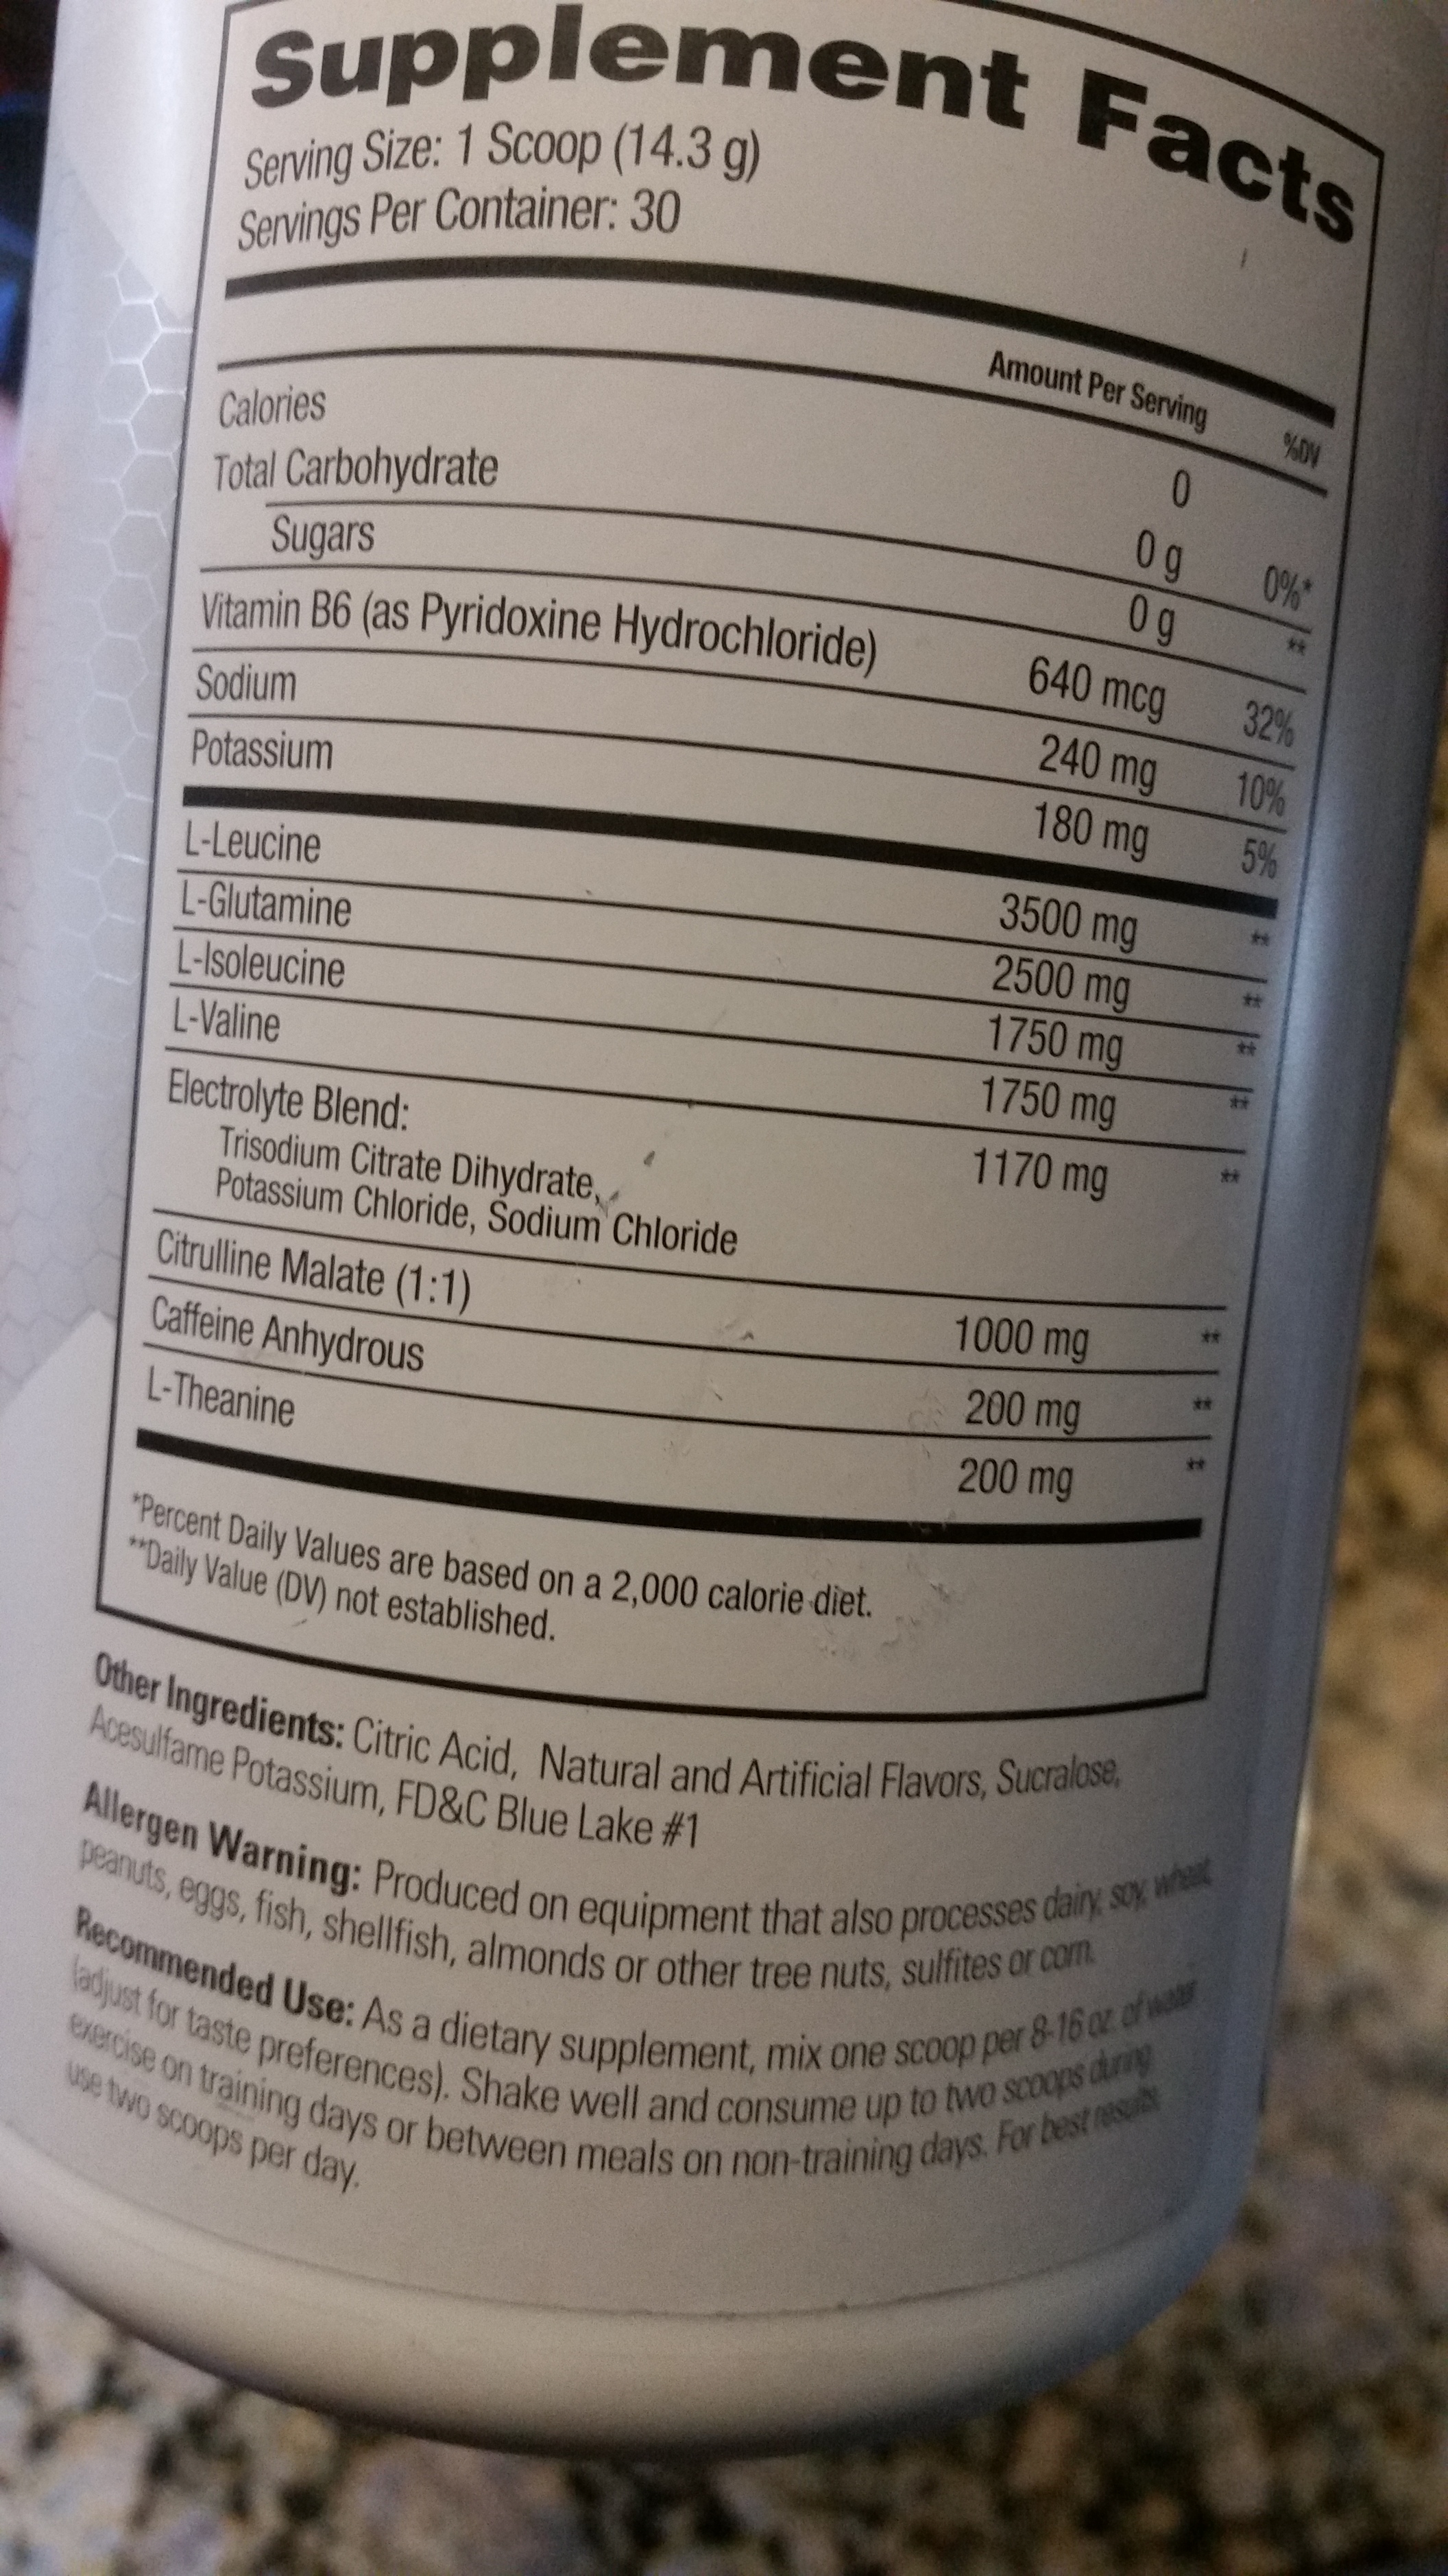 Supplement Facts
Serving Size: 1 Scoop (14.3 g)
Servings Per Container: 30
Amount Per Serving %DV
Calories 0
Total Carbohydrate 0 g 0%*
Sugars 0 g **
Vitamin B6 (as Pyridoxine Hydrochloride) 640 mcg 32%
Sodium 240 mg 10%
Potassium 180 mg 5%
L-Leucine 3500 mg **
L-Glutamine 2500 mg **
L-Isoleucine 1750 mg **
L-Valine 1750 mg **
Electrolyte Blend: 1170 mg **
Trisodium Citrate Dihydrate,
Potassium Chloride, Sodium Chloride
Citrulline Malate (1:1) 1000 mg **
Caffeine Anhydrous 200 mg **
L-Theanine 200 mg **
*Percent Daily Values are based on a 2,000 calorie diet.
**Daily Value (DV) not established.
Other Ingredients: Citric Acid, Natural and Artificial Flavors, Sucralose,
Acesulfame Potassium, FD&C Blue Lake #1
Allergen Warning: Produced on equipment that also processes dairy, soy, wheat,
peanuts, eggs, fish, shellfish, almonds or other tree nuts, sulfites or corn.
Recommended Use: As a dietary supplement, mix one scoop per 8-16 oz. of water
(adjust for taste preferences). Shake well and consume up to two scoops during
exercise on training days or between meals on non-training days. For best results,
use two scoops per day.